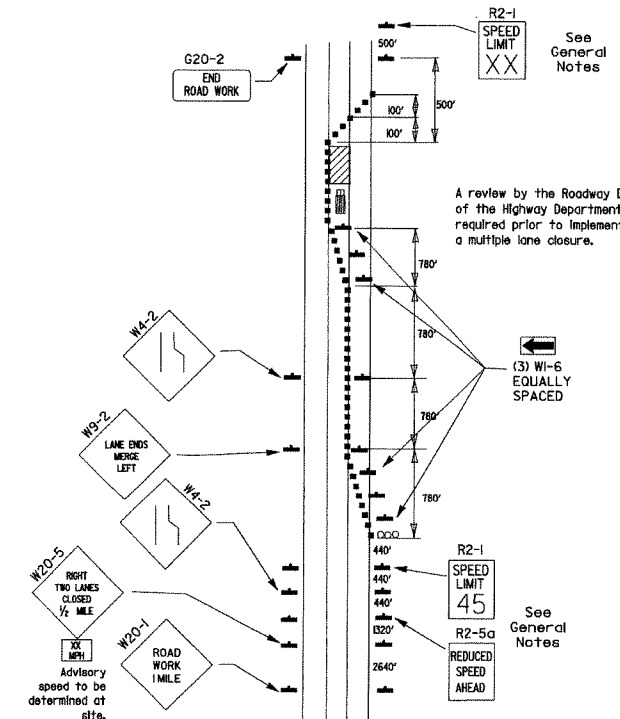 R2-1
SPEED
LIMIT
XX
See
General
Notes
500'
G20-2
END
ROAD WORK
100'
100'
500'
A review by the Roadway D
of the Highway Department
required prior to implement
a multiple lane closure.
780'
780'
780'
780'
(3) W1-6
EQUALLY
SPACED
W4-2
W9-2
LANE ENDS
MERGE
LEFT
W4-2
440'
440'
440'
1320'
2640'
R2-1
SPEED
LIMIT
45
See
General
Notes
R2-5a
REDUCED
SPEED
AHEAD
W20-5
RIGHT
TWO LANES
CLOSED
1/2 MILE
XX
MPH
Advisory
speed to be
determined at
site.
W20-1
ROAD
WORK
1 MILE